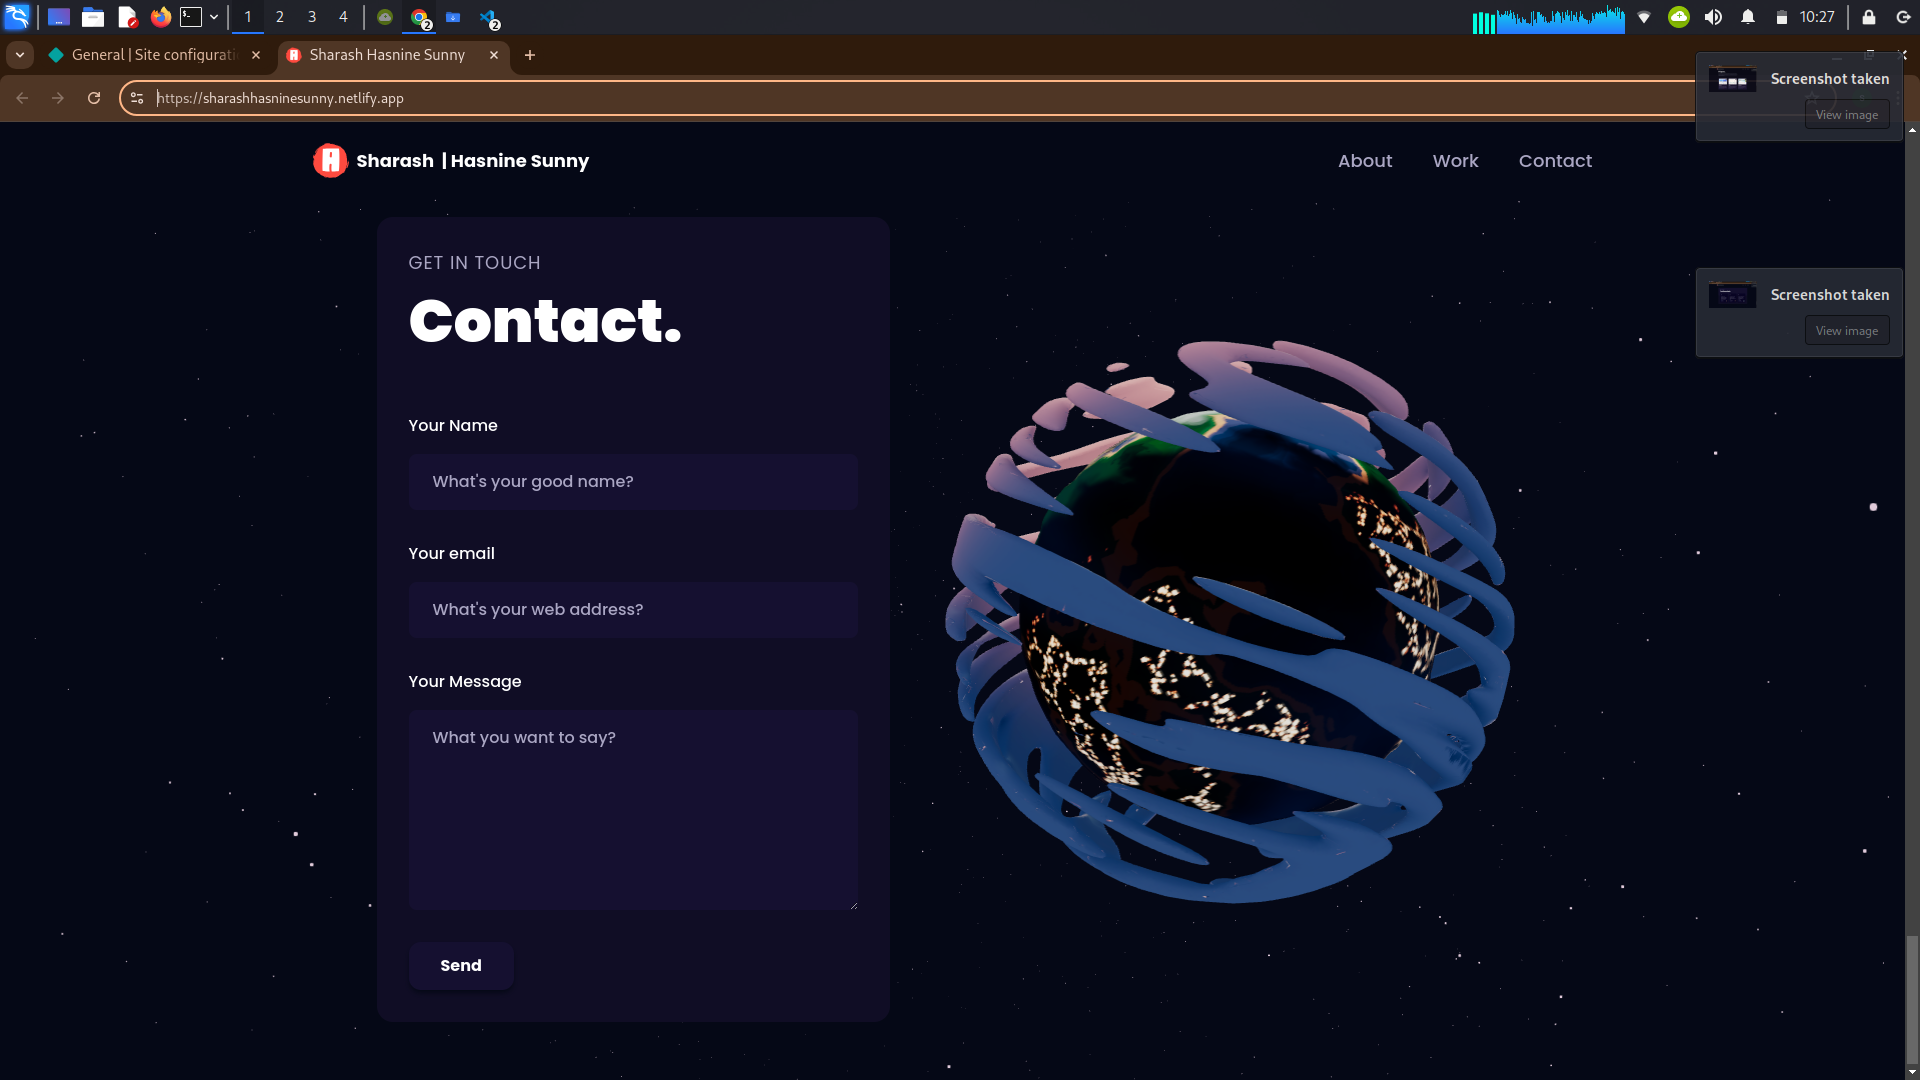 1 2 3 4 2 2 10:27
General | Site configurati
Sharash Hasnine Sunny
https://sharashhasninesunny.netlify.app
Screenshot taken
View image
Sharash | Hasnine Sunny
About Work Contact
GET IN TOUCH
Contact.
Screenshot taken
View image
Your Name
What's your good name?
Your email
What's your web address?
Your Message
What you want to say?
Send